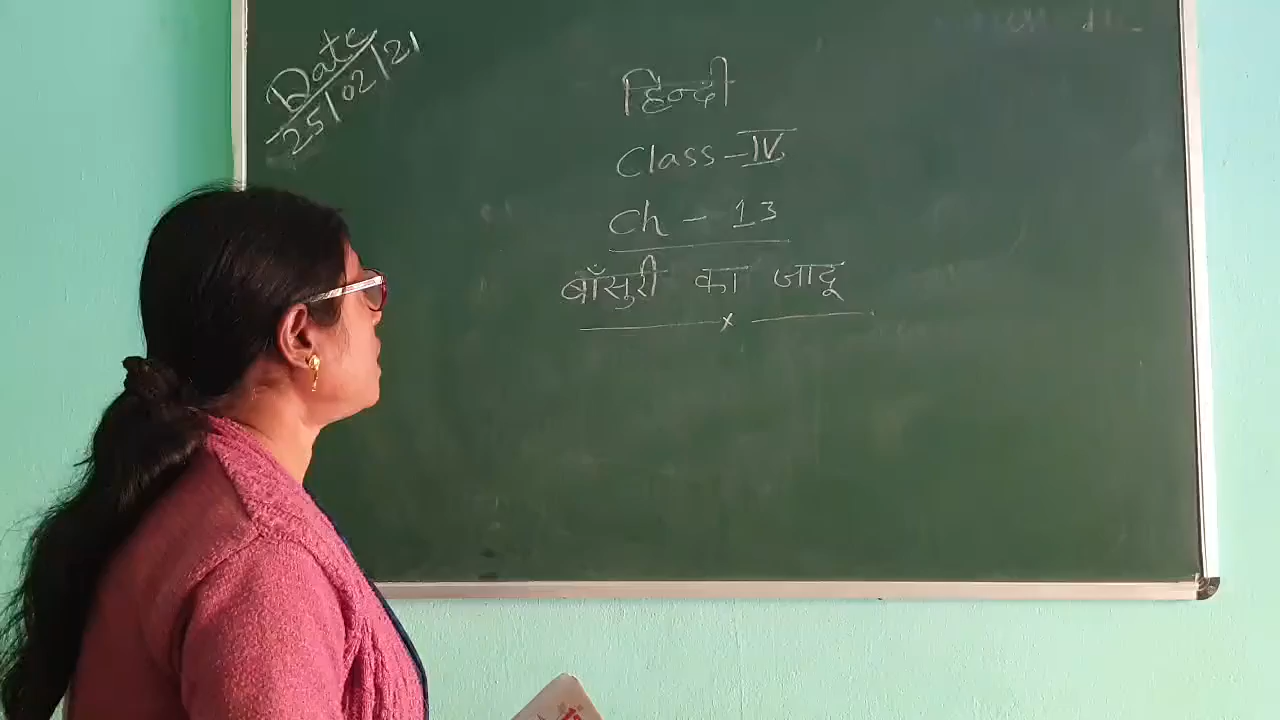 Date
25/02/21
हिन्दी
Class - IV
Ch - 13
बाँसुरी का जादू